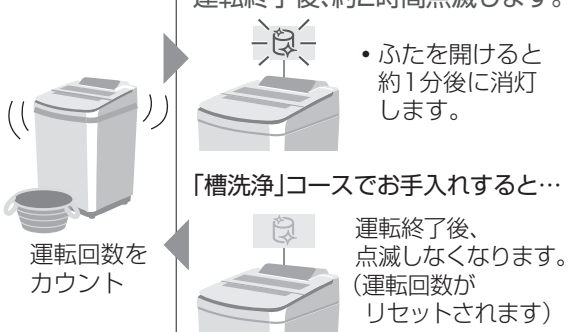 運転終了後、約2時間点滅します。
・ふたを開けると
約1分後に消灯
します。
「槽洗浄」コースでお手入れすると…
運転回数を
カウント
運転終了後、
点滅しなくなります。
(運転回数が
リセットされます)